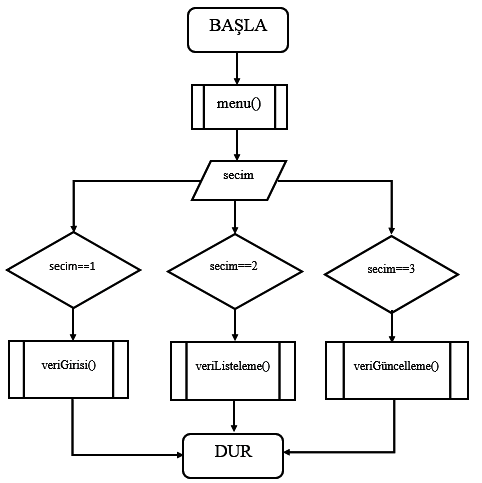 BAŞLA
menu()
secim
secim==1
secim==2
secim==3
veriGirisi()
veriListeleme()
veriGüncelleme()
DUR